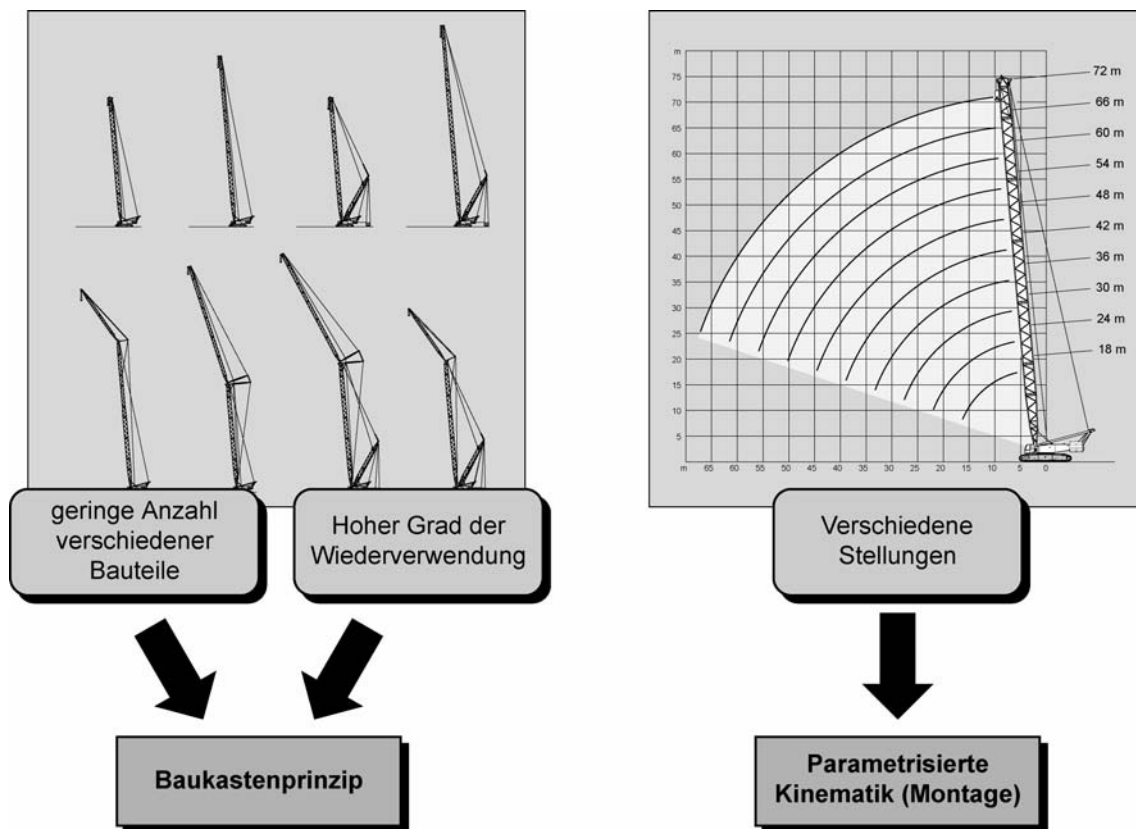 geringe Anzahl
verschiedener
Bauteile
Hoher Grad der
Wiederverwendung
Baukastenprinzip
m
75
70
65
60
55
50
45
40
35
30
25
20
15
10
5
m 65 60 55 50 45 40 35 30 25 20 15 10 5 0
72 m
66 m
60 m
54 m
48 m
42 m
36 m
30 m
24 m
18 m
Verschiedene
Stellungen
Parametrisierte
Kinematik (Montage)